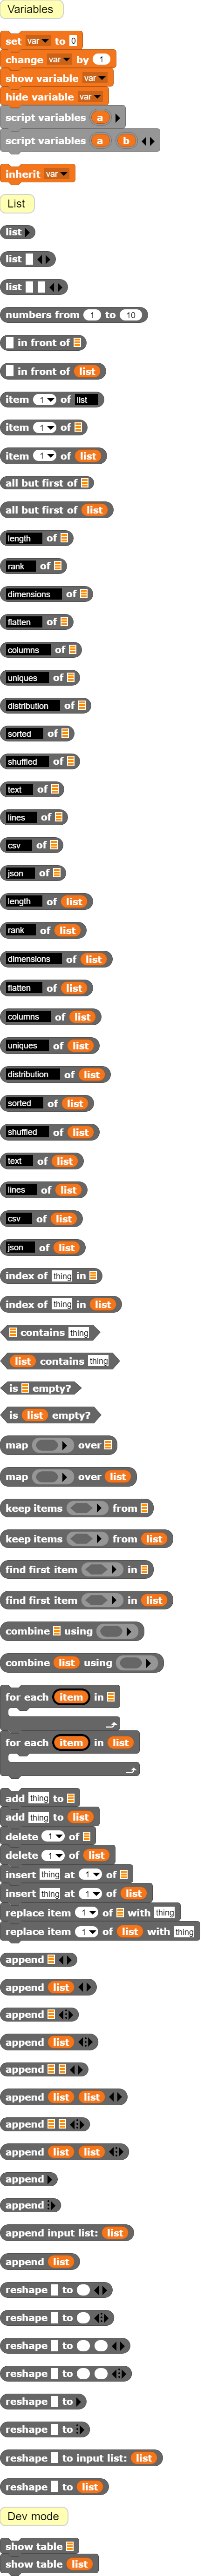 Variables
set var to 0
change var by 1
show variable var
hide variable var
script variables a
script variables a b
inherit var
List
list
list
list
numbers from 1 to 10
in front of
in front of list
item 1 of list
item 1 of
item 1 of list
all but first of
all but first of list
length of
rank of
dimensions of
flatten of
columns of
uniques of
distribution of
sorted of
shuffled of
text of
lines of
csv of
json of
length of list
rank of list
dimensions of list
flatten of list
columns of list
uniques of list
distribution of list
sorted of list
shuffled of list
text of list
lines of list
csv of list
json of list
index of thing in
index of thing in list
contains thing
list contains thing
is empty?
is list empty?
map over
map over list
keep items from
keep items from list
find first item in
find first item in list
combine using
combine list using
for each item in
for each item in list
add thing to
add thing to list
delete 1 of
delete 1 of list
insert thing at 1 of
insert thing at 1 of list
replace item 1 of with thing
replace item 1 of list with thing
append
append list
append
append list
append
append list list
append
append list list
append
append
append input list: list
append list
reshape to
reshape to
reshape to
reshape to
reshape to
reshape to
reshape to input list: list
reshape to list
Dev mode
show table
show table list